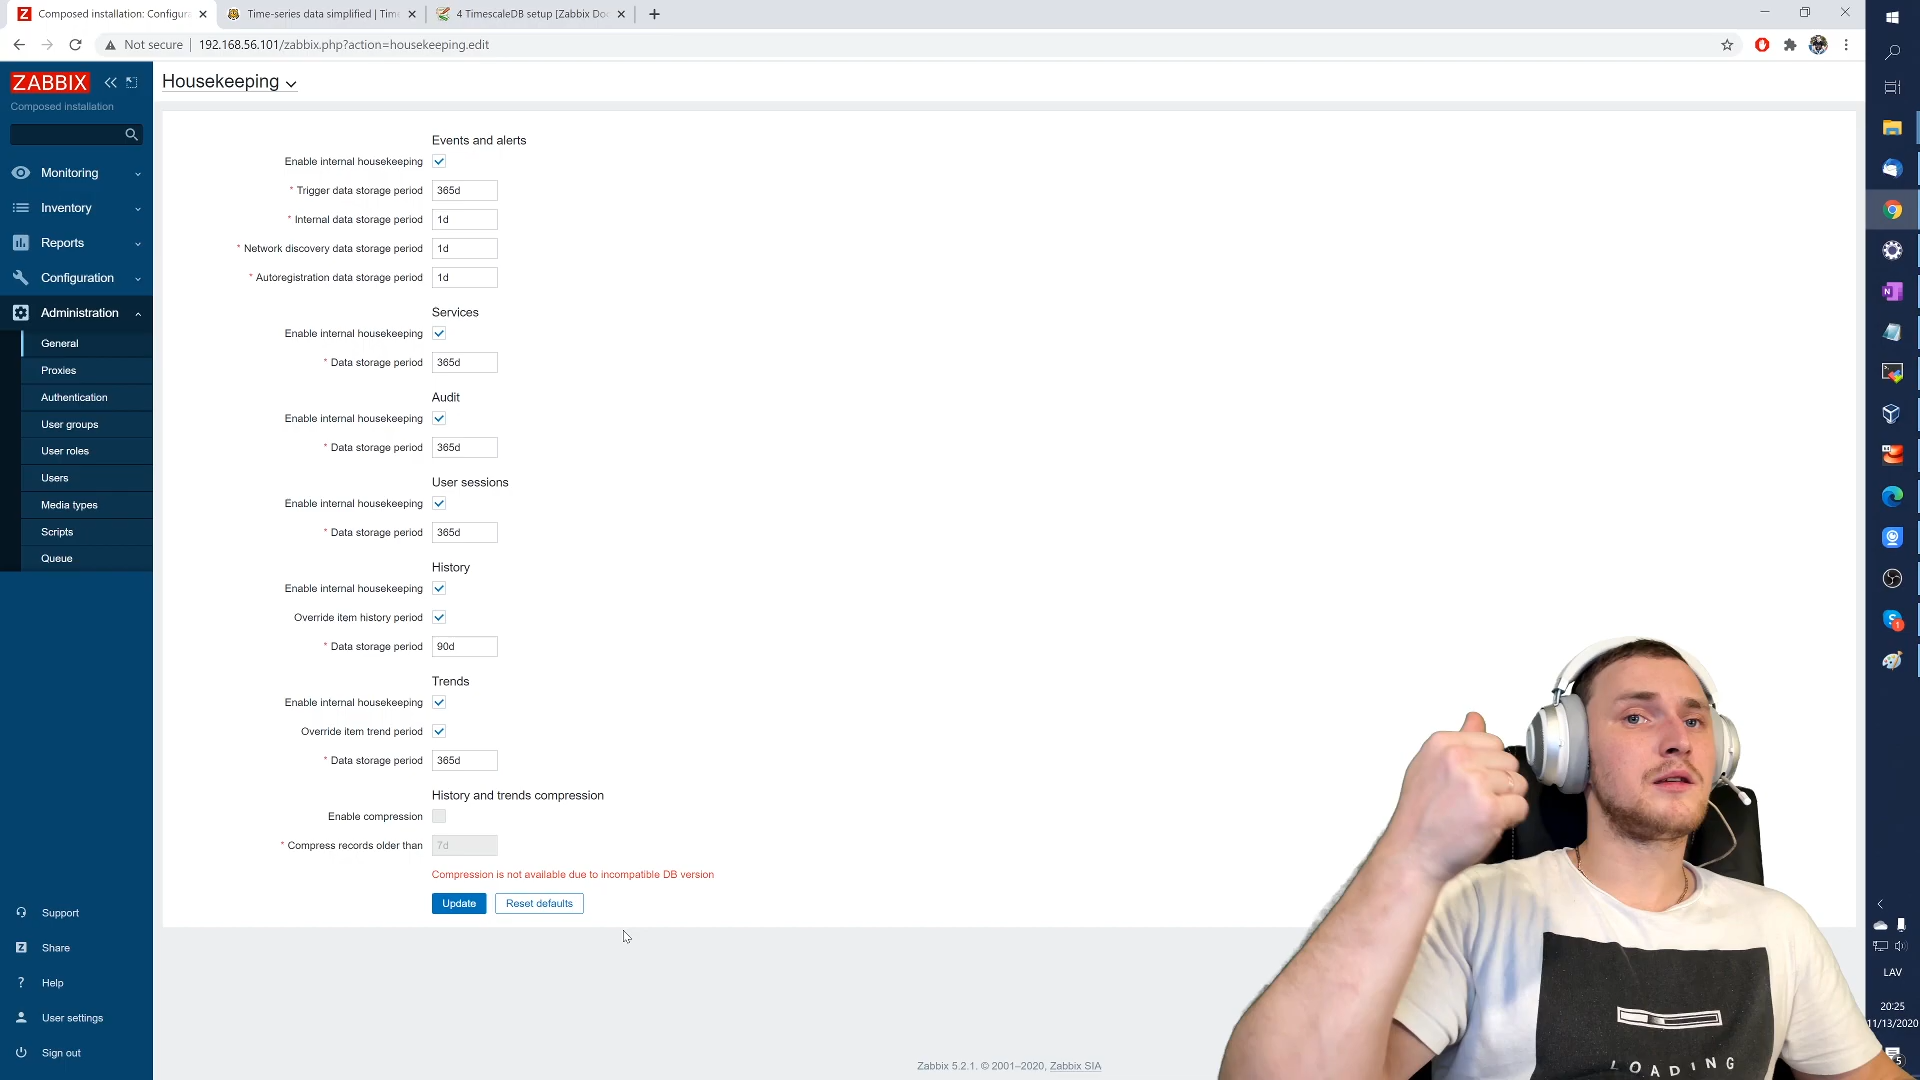 Composed installation: Configura
Time-series data simplified | Time
4 TimescaleDB setup [Zabbix Doc
Not secure
192.168.56.101/zabbix.php?action=housekeeping.edit
ZABBIX
Composed installation
Monitoring
Inventory
Reports
Configuration
Administration
General
Proxies
Authentication
User groups
User roles
Users
Media types
Scripts
Queue
Support
Z Share
? Help
User settings
Sign out
Housekeeping
Events and alerts
Enable internal housekeeping
* Trigger data storage period 365d
* Internal data storage period 1d
* Network discovery data storage period 1d
* Autoregistration data storage period 1d
Services
Enable internal housekeeping
* Data storage period 365d
Audit
Enable internal housekeeping
* Data storage period 365d
User sessions
Enable internal housekeeping
* Data storage period 365d
History
Enable internal housekeeping
Override item history period
* Data storage period 90d
Trends
Enable internal housekeeping
Override item trend period
* Data storage period 365d
History and trends compression
Enable compression
* Compress records older than 7d
Compression is not available due to incompatible DB version
Update
Reset defaults
Zabbix 5.2.1. © 2001–2020, Zabbix SIA
LOADING
LAV
20:25
11/13/2020
5